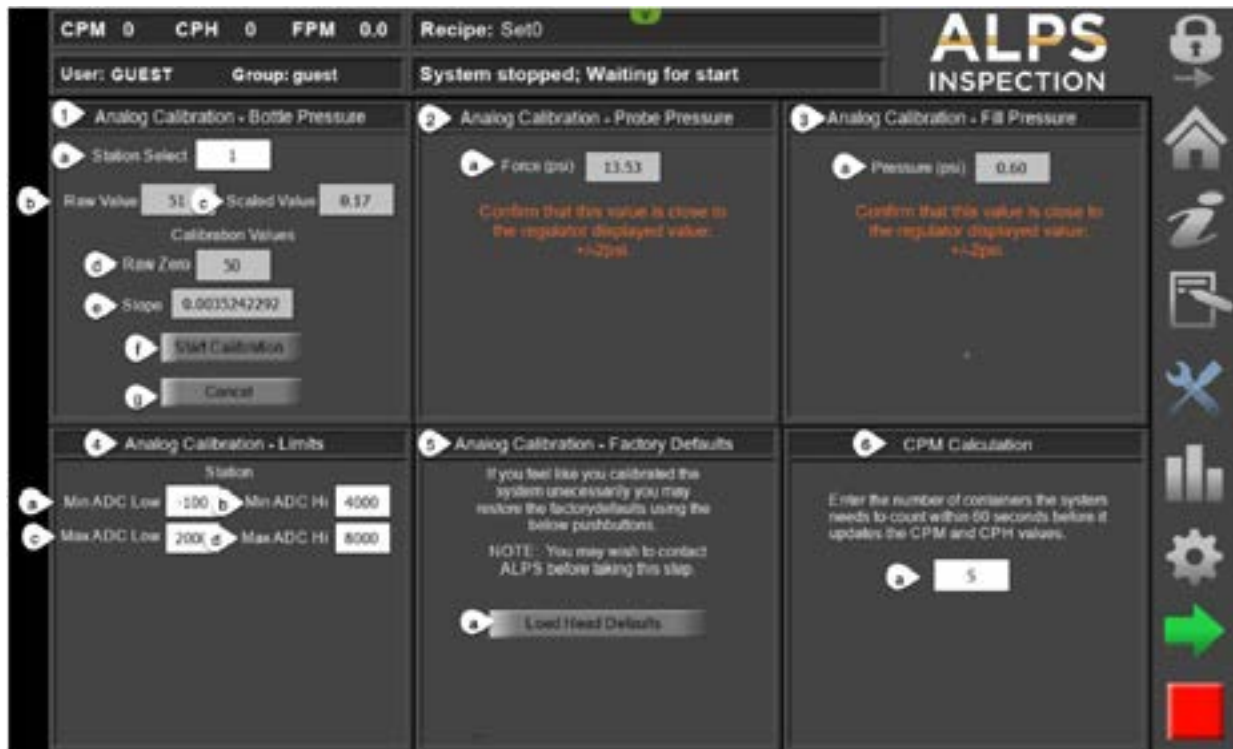 CPM 0 CPH 0 FPM 0.0
Recipe: Set0
ALPS
INSPECTION
User: GUEST Group: guest
System stopped; Waiting for start
1 Analog Calibration - Bottle Pressure
a Station Select 1
b Raw Value 51 c Scaled Value 0.17
Calibration Values
d Raw Zero 50
e Slope 0.0035242292
f Start Calibration
g Cancel
2 Analog Calibration - Probe Pressure
a Force (psi) 13.53
Confirm that this value is close to
the regulator displayed value:
+/-2psi.
3 Analog Calibration - Fill Pressure
a Pressure (psi) 0.60
Confirm that this value is close to
the regulator displayed value:
+/-2psi.
4 Analog Calibration - Limits
Station
a Min ADC Low -100 b Min ADC Hi 4000
c Max ADC Low 200 d Max ADC Hi 8000
5 Analog Calibration - Factory Defaults
If you feel like you calibrated the
system unecessarily you may
restore the factorydefaults using the
below pushbuttons.
NOTE: You may wish to contact
ALPS before taking this step.
a Load Head Defaults
6 CPM Calculation
Enter the number of containers the system
needs to count within 60 seconds before it
updates the CPM and CPH values.
a 5